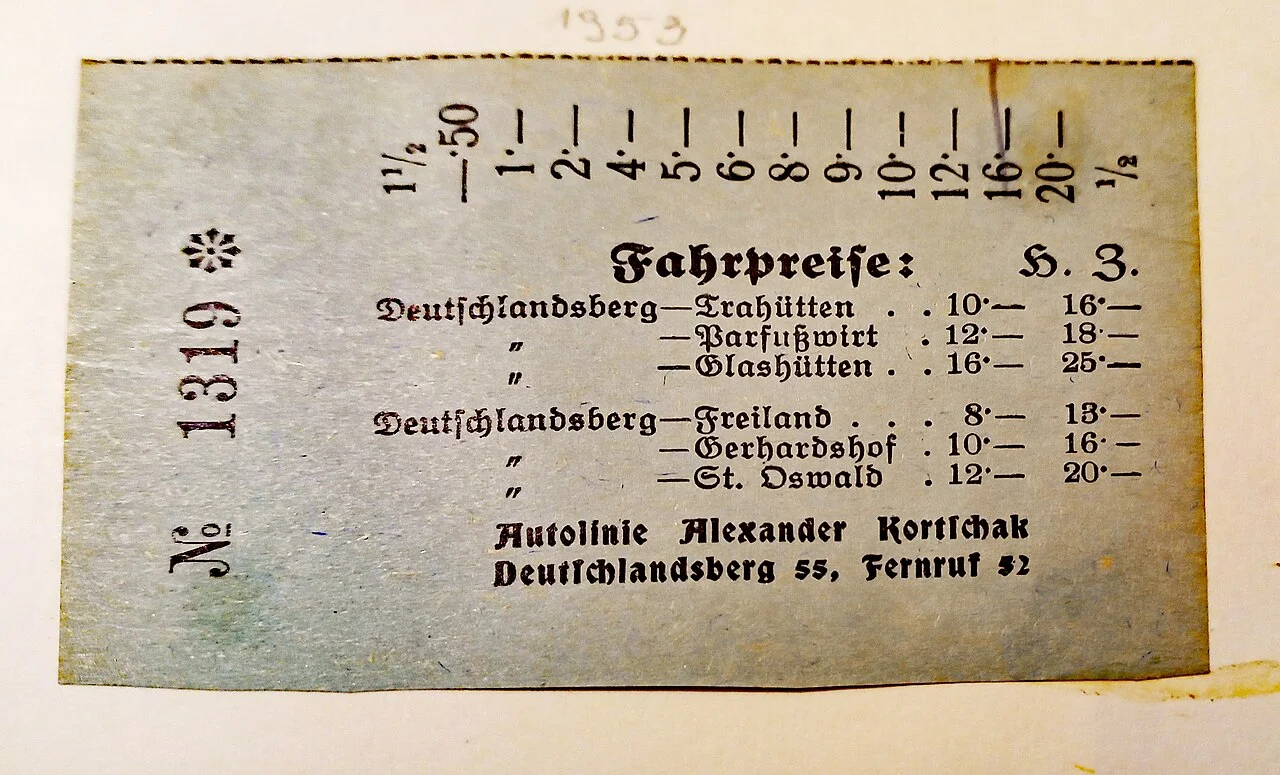 1953
1½ —·50 1·— 2·— 4·— 5·— 6·— 8·— 9·— 10·— 12·— 16·— 20·— ½
№ 1319
Fahrpreiſe: H. Z.
Deutſchlandsberg—Trahütten . . 10·— 16·—
" —Parfußwirt . 12·— 18·—
" —Glashütten . . 16·— 25·—
Deutſchlandsberg—Freiland . . . 8·— 13·—
" —Gerhardshof . 10·— 16·—
" —St. Oswald . 12·— 20·—
Autolinie Alexander Kortſchak
Deutſchlandsberg 55, Fernruf 52